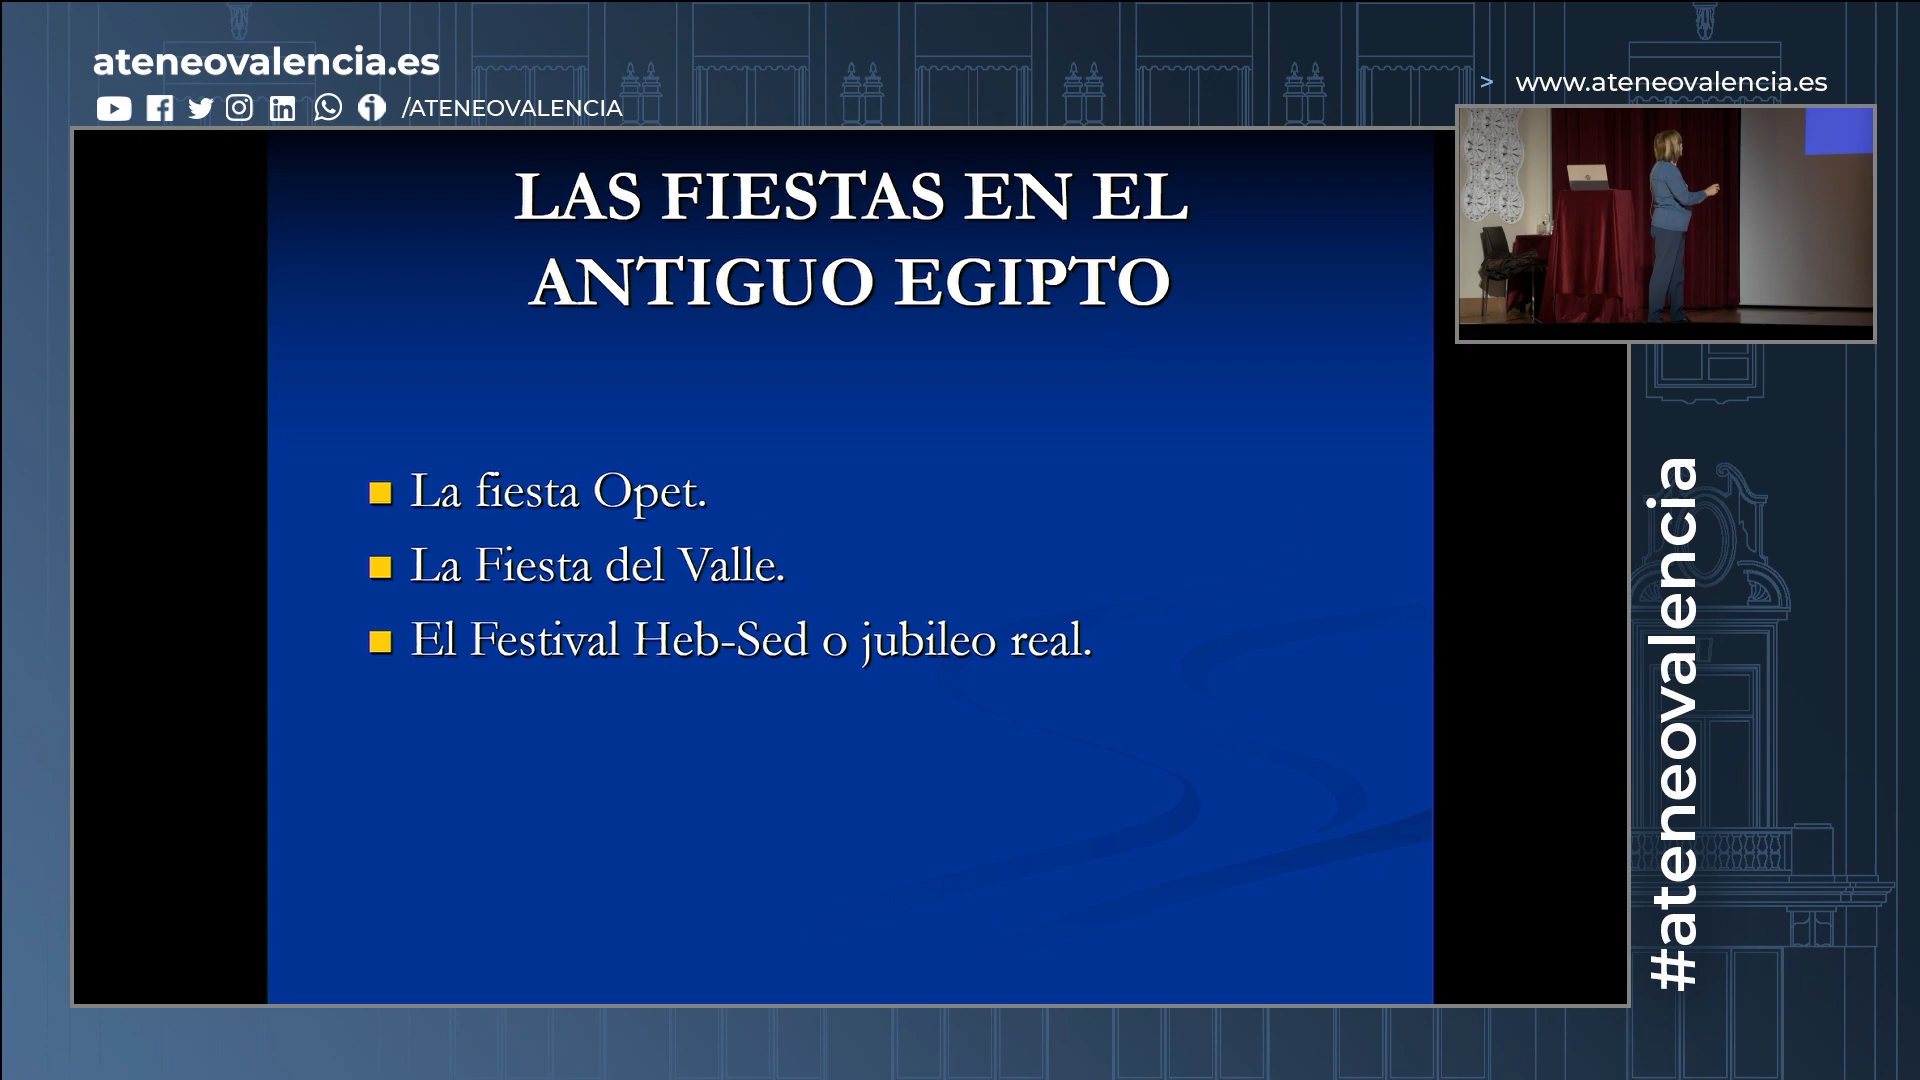 ateneovalencia.es
/ATENEOVALENCIA
> www.ateneovalencia.es
LAS FIESTAS EN EL
ANTIGUO EGIPTO
La fiesta Opet.
La Fiesta del Valle.
El Festival Heb-Sed o jubileo real.
#ateneovalencia